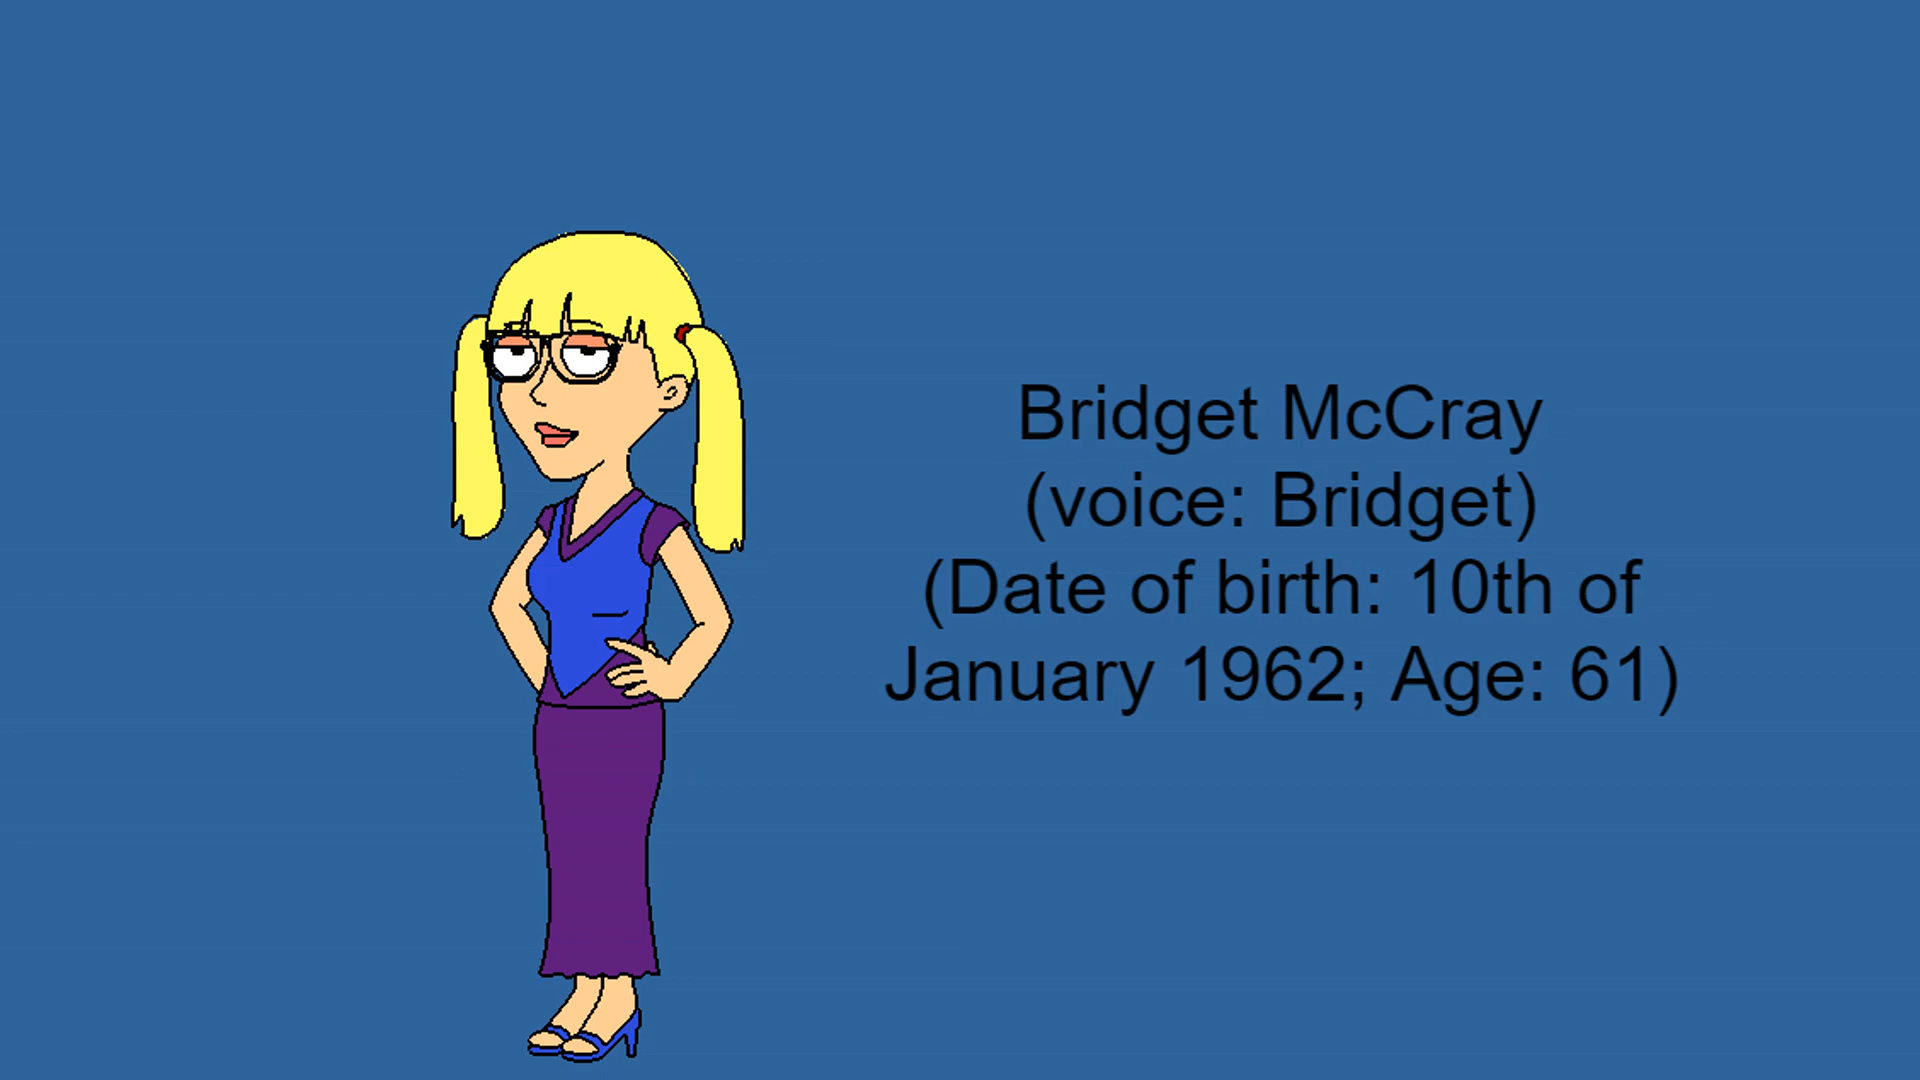 Bridget McCray
(voice: Bridget)
(Date of birth: 10th of
January 1962; Age: 61)